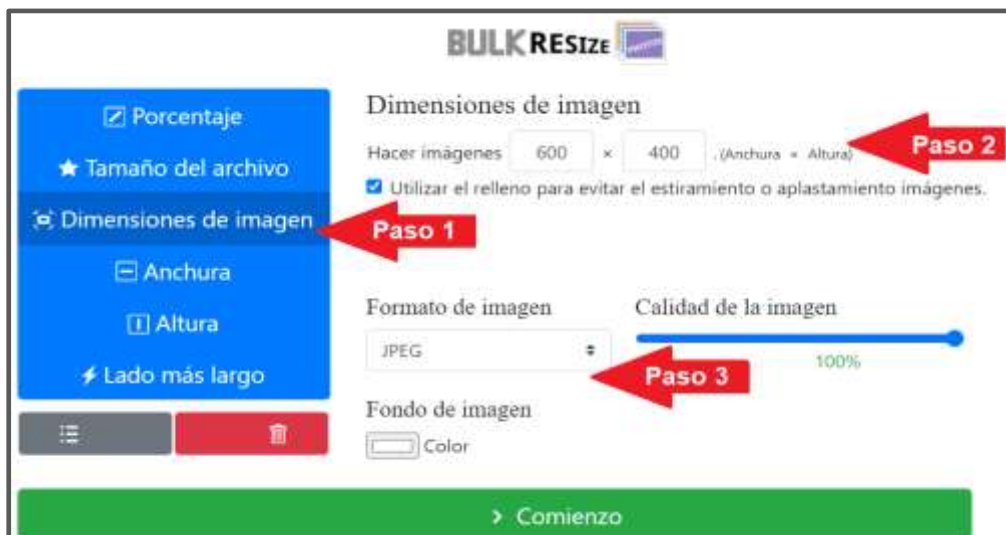 BULKRESIZE
Porcentaje
Tamaño del archivo
Dimensiones de imagen
Anchura
Altura
Lado más largo
Dimensiones de imagen
Hacer imágenes 600 × 400 . (Anchura × Altura)
Utilizar el relleno para evitar el estiramiento o aplastamiento imágenes.
Paso 2
Paso 1
Formato de imagen
JPEG
Calidad de la imagen
100%
Paso 3
Fondo de imagen
Color
> Comienzo